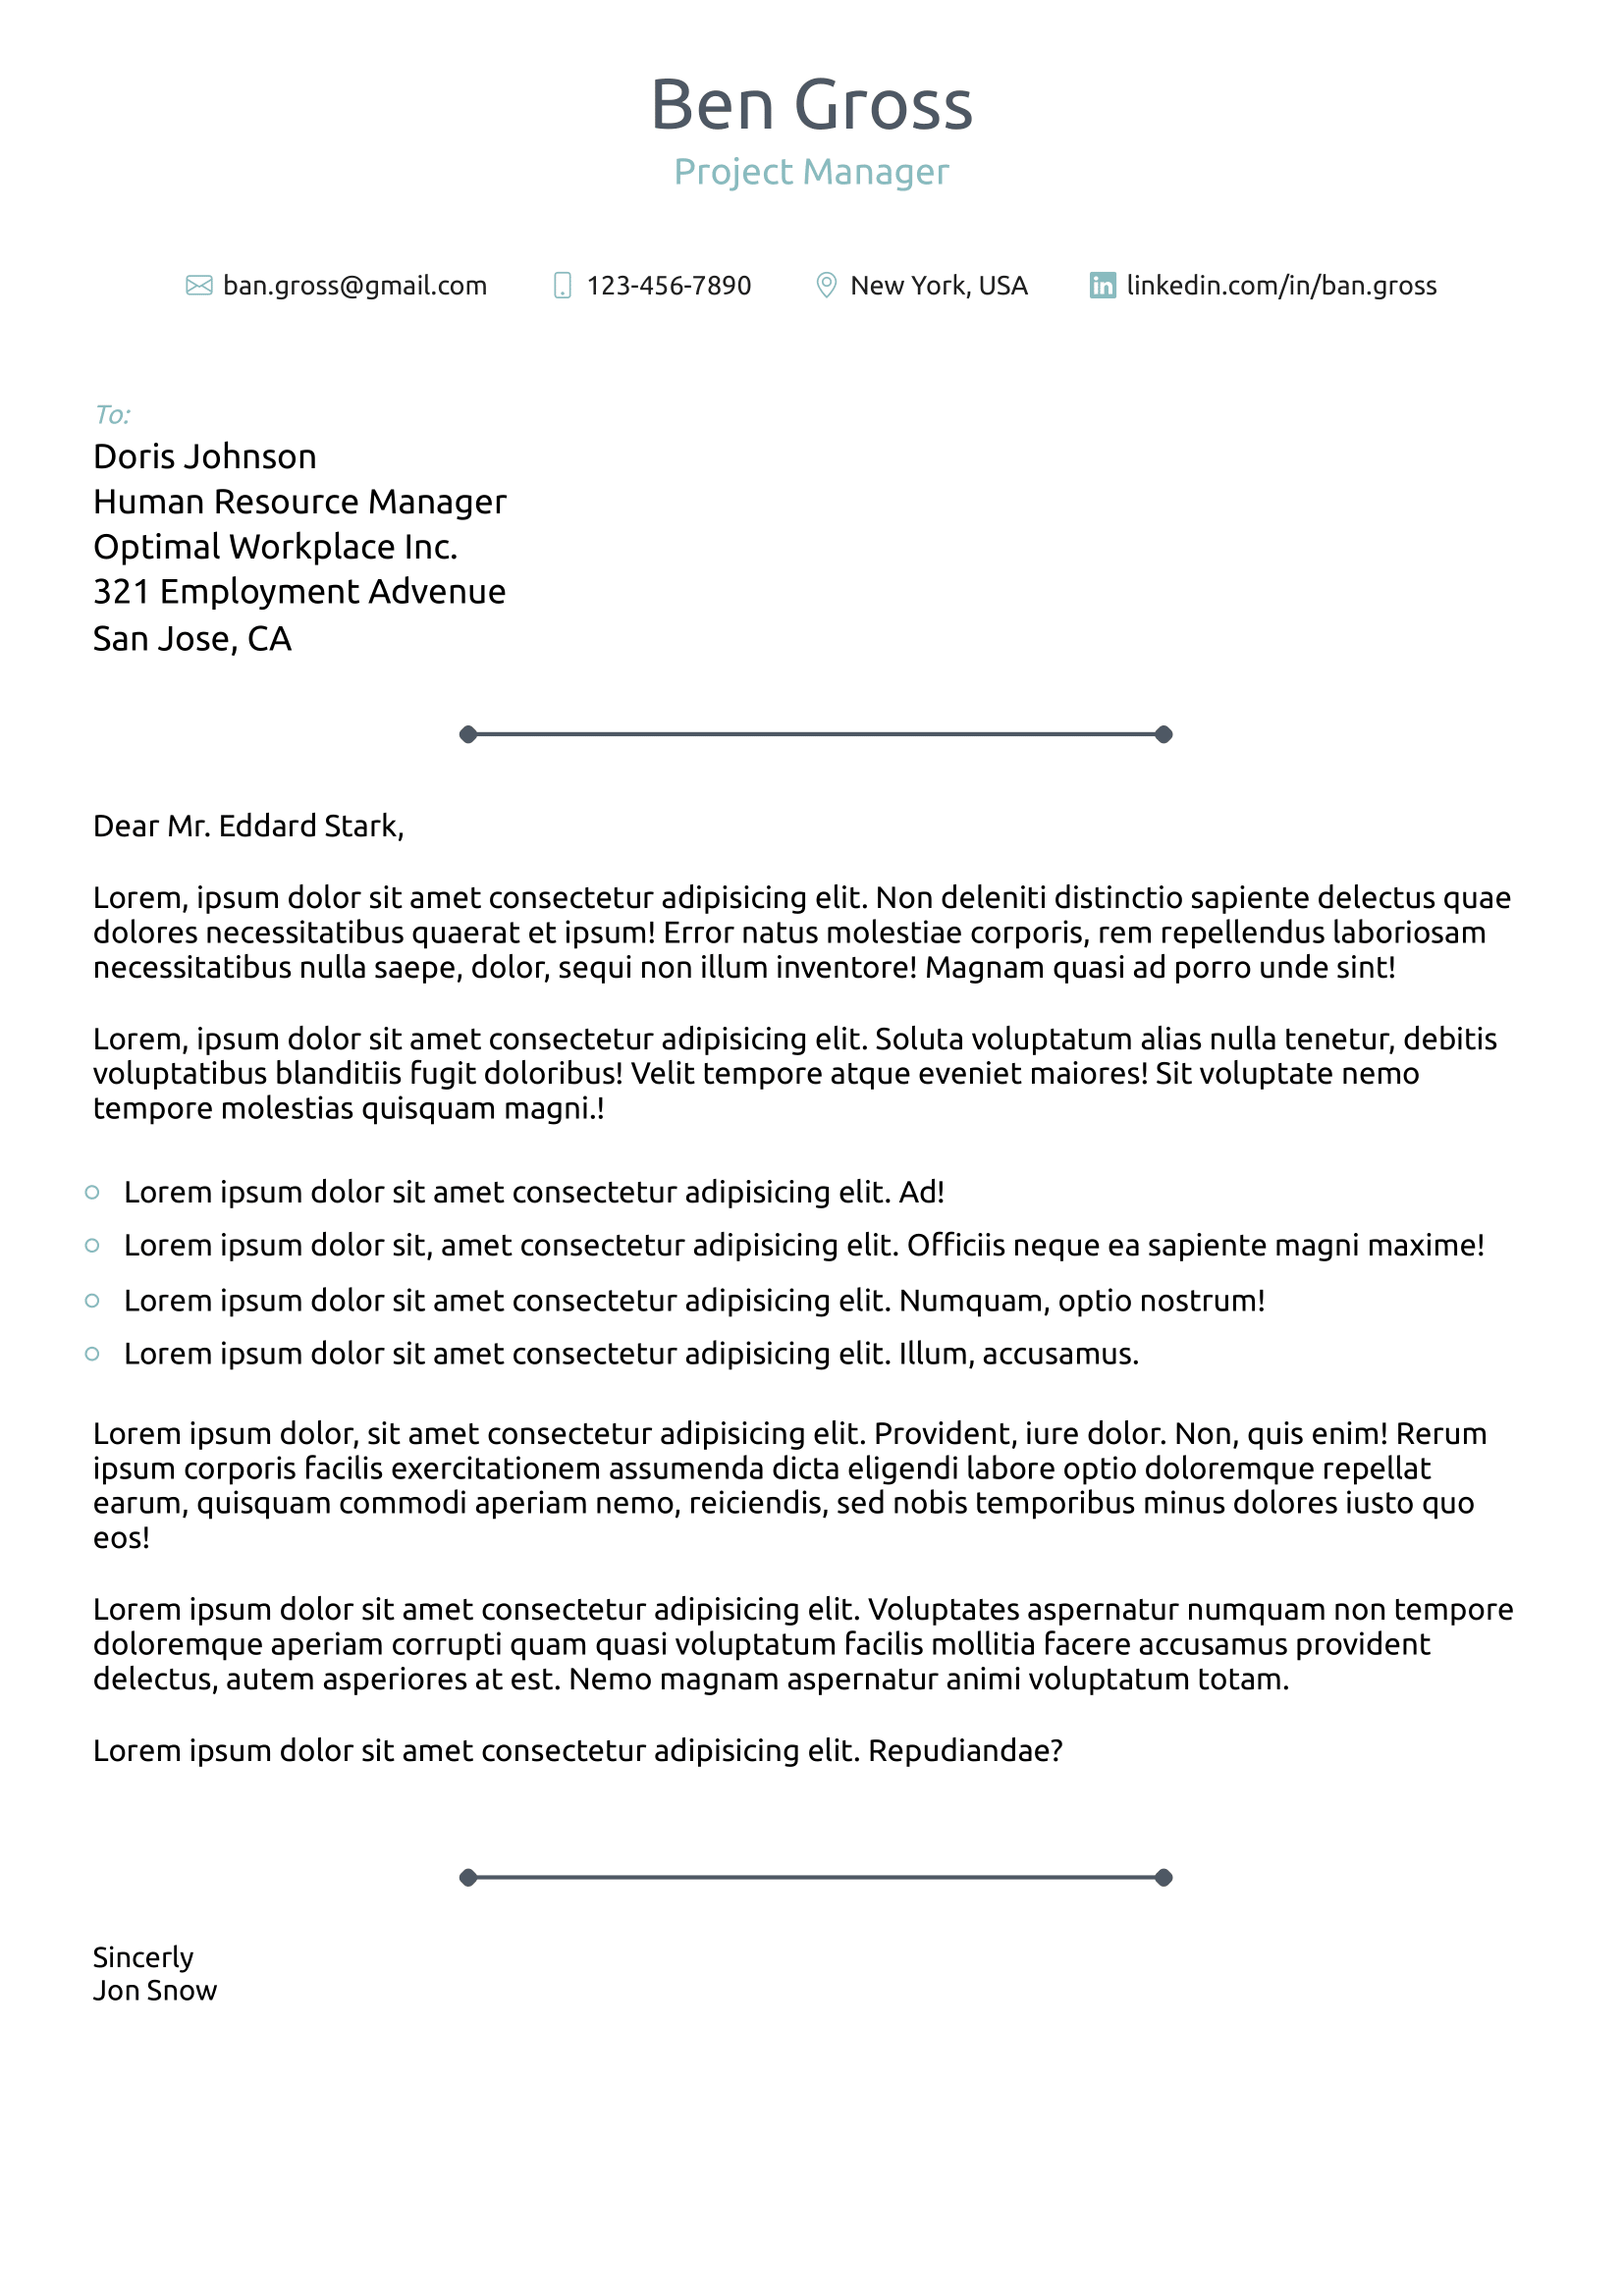 Ben Gross
Project Manager
ban.gross@gmail.com 123-456-7890 New York, USA linkedin.com/in/ban.gross
To:
Doris Johnson
Human Resource Manager
Optimal Workplace Inc.
321 Employment Advenue
San Jose, CA
Dear Mr. Eddard Stark,
Lorem, ipsum dolor sit amet consectetur adipisicing elit. Non deleniti distinctio sapiente delectus quae
dolores necessitatibus quaerat et ipsum! Error natus molestiae corporis, rem repellendus laboriosam
necessitatibus nulla saepe, dolor, sequi non illum inventore! Magnam quasi ad porro unde sint!
Lorem, ipsum dolor sit amet consectetur adipisicing elit. Soluta voluptatum alias nulla tenetur, debitis
voluptatibus blanditiis fugit doloribus! Velit tempore atque eveniet maiores! Sit voluptate nemo
tempore molestias quisquam magni.!
Lorem ipsum dolor sit amet consectetur adipisicing elit. Ad!
Lorem ipsum dolor sit, amet consectetur adipisicing elit. Officiis neque ea sapiente magni maxime!
Lorem ipsum dolor sit amet consectetur adipisicing elit. Numquam, optio nostrum!
Lorem ipsum dolor sit amet consectetur adipisicing elit. Illum, accusamus.
Lorem ipsum dolor, sit amet consectetur adipisicing elit. Provident, iure dolor. Non, quis enim! Rerum
ipsum corporis facilis exercitationem assumenda dicta eligendi labore optio doloremque repellat
earum, quisquam commodi aperiam nemo, reiciendis, sed nobis temporibus minus dolores iusto quo
eos!
Lorem ipsum dolor sit amet consectetur adipisicing elit. Voluptates aspernatur numquam non tempore
doloremque aperiam corrupti quam quasi voluptatum facilis mollitia facere accusamus provident
delectus, autem asperiores at est. Nemo magnam aspernatur animi voluptatum totam.
Lorem ipsum dolor sit amet consectetur adipisicing elit. Repudiandae?
Sincerly
Jon Snow